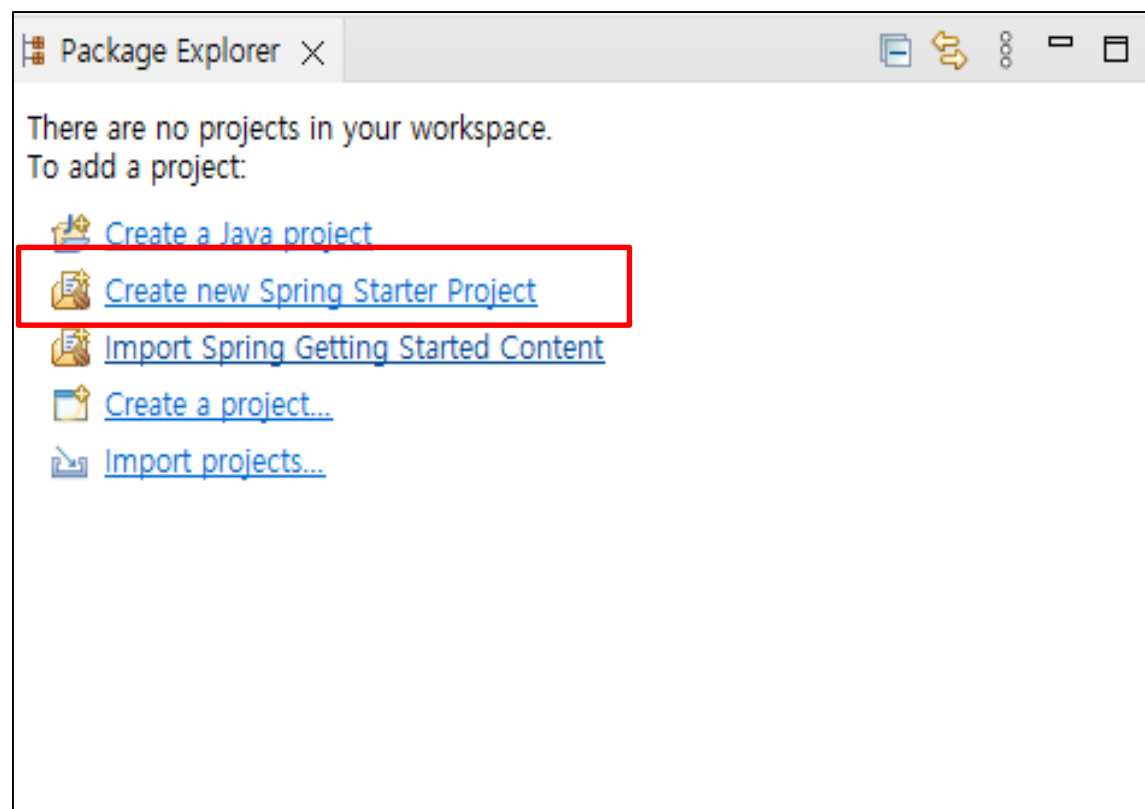 Package Explorer
There are no projects in your workspace.
To add a project:
Create a Java project
Create new Spring Starter Project
Import Spring Getting Started Content
Create a project...
Import projects...